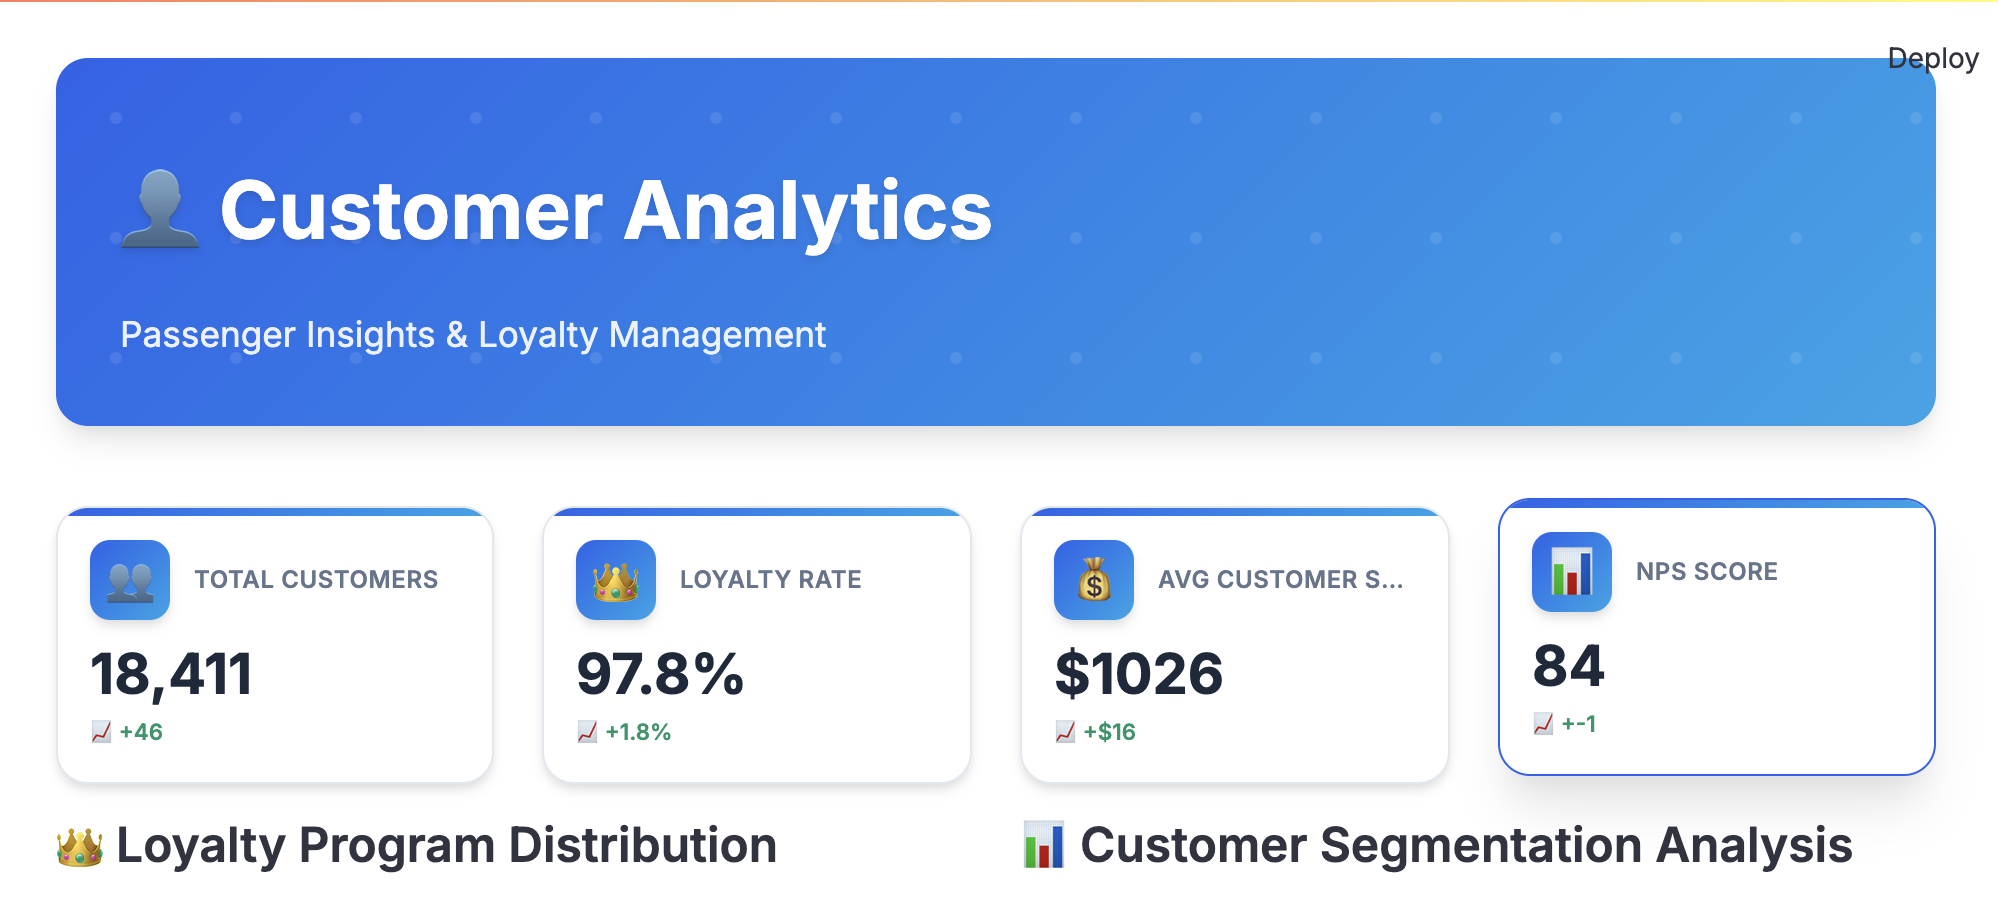 Deploy
Customer Analytics
Passenger Insights & Loyalty Management
TOTAL CUSTOMERS
18,411
+46
LOYALTY RATE
97.8%
+1.8%
AVG CUSTOMER S...
$1026
+$16
NPS SCORE
84
+-1
Loyalty Program Distribution
Customer Segmentation Analysis